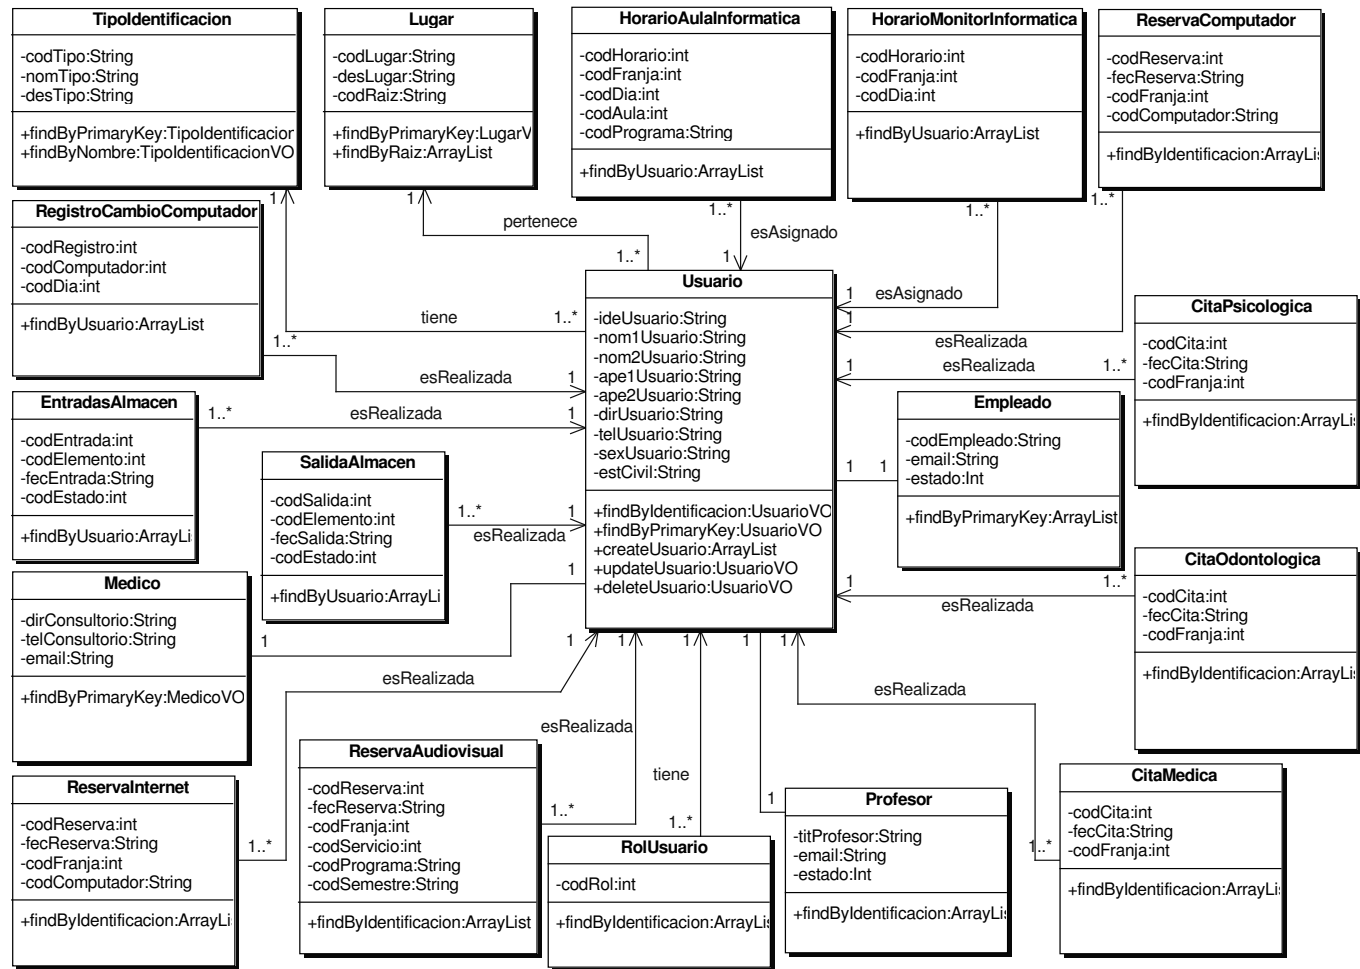 TipoIdentificacion
-codTipo:String
-nomTipo:String
-desTipo:String
+findByPrimaryKey:TipoIdentificacior
+findByNombre:TipoIdentificacionVO
Lugar
-codLugar:String
-desLugar:String
-codRaiz:String
+findByPrimaryKey:LugarV
+findByRaiz:ArrayList
HorarioAulaInformatica
-codHorario:int
-codFranja:int
-codDia:int
-codAula:int
-codPrograma:String
+findByUsuario:ArrayList
HorarioMonitorInformatica
-codHorario:int
-codFranja:int
-codDia:int
+findByUsuario:ArrayList
ReservaComputador
-codReserva:int
-fecReserva:String
-codFranja:int
-codComputador:String
+findByIdentificacion:ArrayLis
1
1
1..*
1..*
1..*
pertenece
esAsignado
1..*
1
RegistroCambioComputador
-codRegistro:int
-codComputador:int
-codDia:int
+findByUsuario:ArrayList
tiene
1..*
1..*
esRealizada
1
Usuario
-ideUsuario:String
-nom1Usuario:String
-nom2Usuario:String
-ape1Usuario:String
-ape2Usuario:String
-dirUsuario:String
-telUsuario:String
-sexUsuario:String
-estCivil:String
+findByIdentificacion:UsuarioVO
+findByPrimaryKey:UsuarioVO
+createUsuario:ArrayList
+updateUsuario:UsuarioVO
+deleteUsuario:UsuarioVO
1
esAsignado
1
esRealizada
1
esRealizada
1..*
CitaPsicologica
-codCita:int
-fecCita:String
-codFranja:int
+findByIdentificacion:ArrayLis
EntradasAlmacen
-codEntrada:int
-codElemento:int
-fecEntrada:String
-codEstado:int
+findByUsuario:ArrayLi
1..*
esRealizada
1
Empleado
-codEmpleado:String
-email:String
-estado:Int
+findByPrimaryKey:ArrayList
1
1
SalidaAlmacen
-codSalida:int
-codElemento:int
-fecSalida:String
-codEstado:int
+findByUsuario:ArrayLi
1..*
1
esRealizada
CitaOdontologica
-codCita:int
-fecCita:String
-codFranja:int
+findByIdentificacion:ArrayLis
1
1..*
esRealizada
Medico
-dirConsultorio:String
-telConsultorio:String
-email:String
+findByPrimaryKey:MedicoVO
1
1
1
1
1
1
1
esRealizada
esRealizada
esRealizada
tiene
ReservaInternet
-codReserva:int
-fecReserva:String
-codFranja:int
-codComputador:String
+findByIdentificacion:ArrayLis
1..*
ReservaAudiovisual
-codReserva:int
-fecReserva:String
-codFranja:int
-codServicio:int
-codPrograma:String
-codSemestre:String
+findByIdentificacion:ArrayList
1..*
1..*
RolUsuario
-codRol:int
+findByIdentificacion:ArrayLis
1
Profesor
-titProfesor:String
-email:String
-estado:Int
+findByIdentificacion:ArrayLis
1..*
CitaMedica
-codCita:int
-fecCita:String
-codFranja:int
+findByIdentificacion:ArrayLis